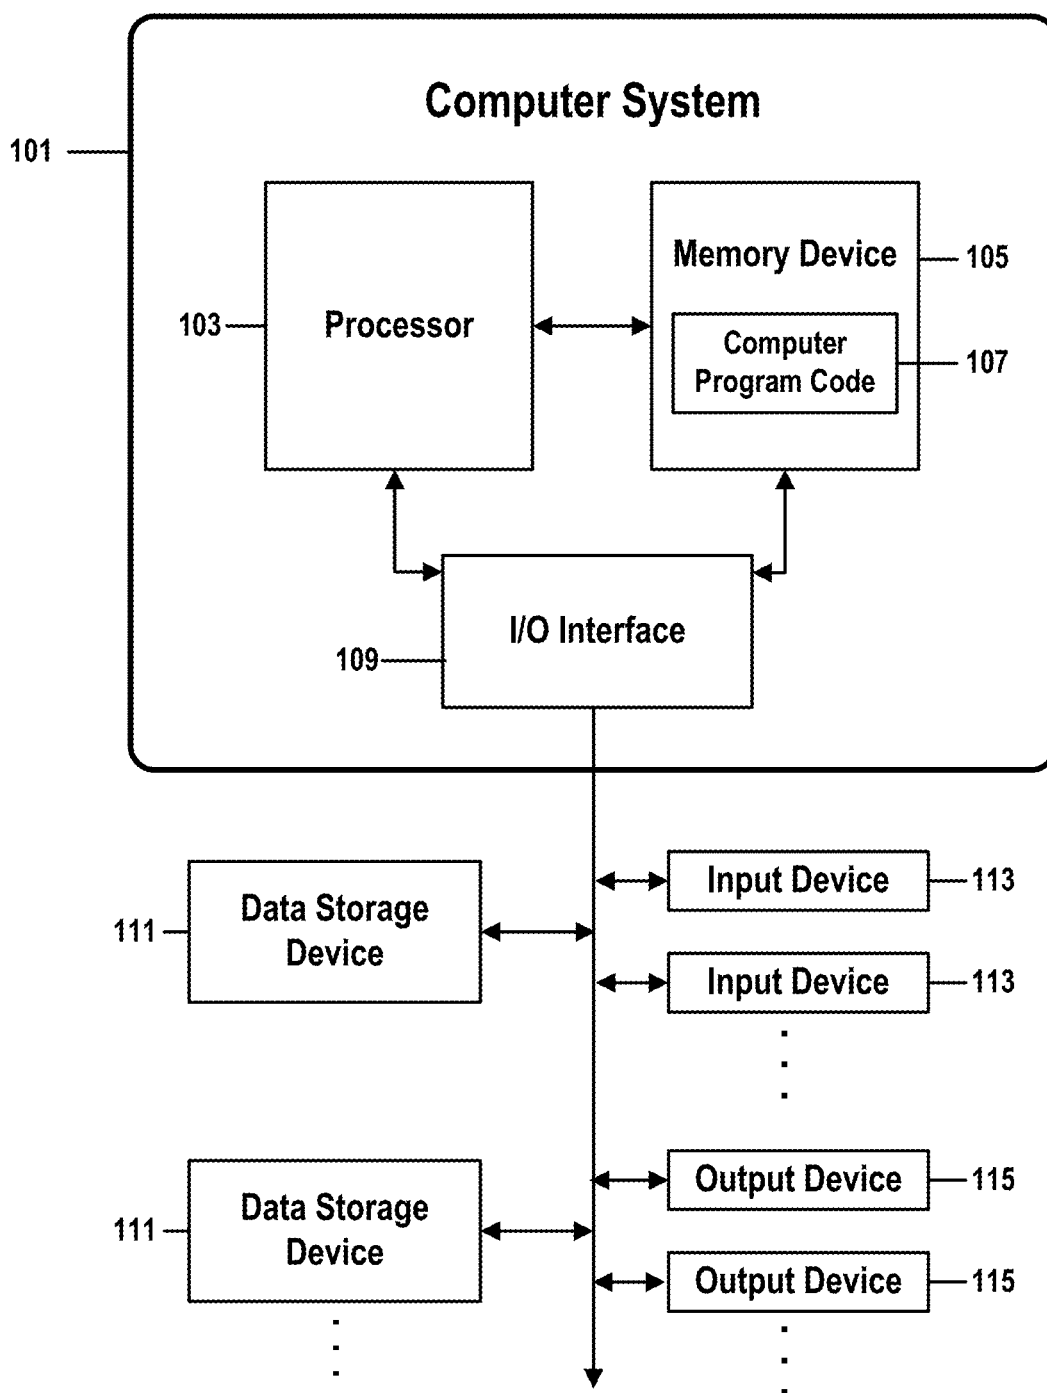 Computer System
101
Memory Device
105
103
Processor
Computer
Program Code
107
I/O Interface
109
Input Device
113
111
Data Storage
Device
Input Device
113
Output Device
115
111
Data Storage
Device
Output Device
115